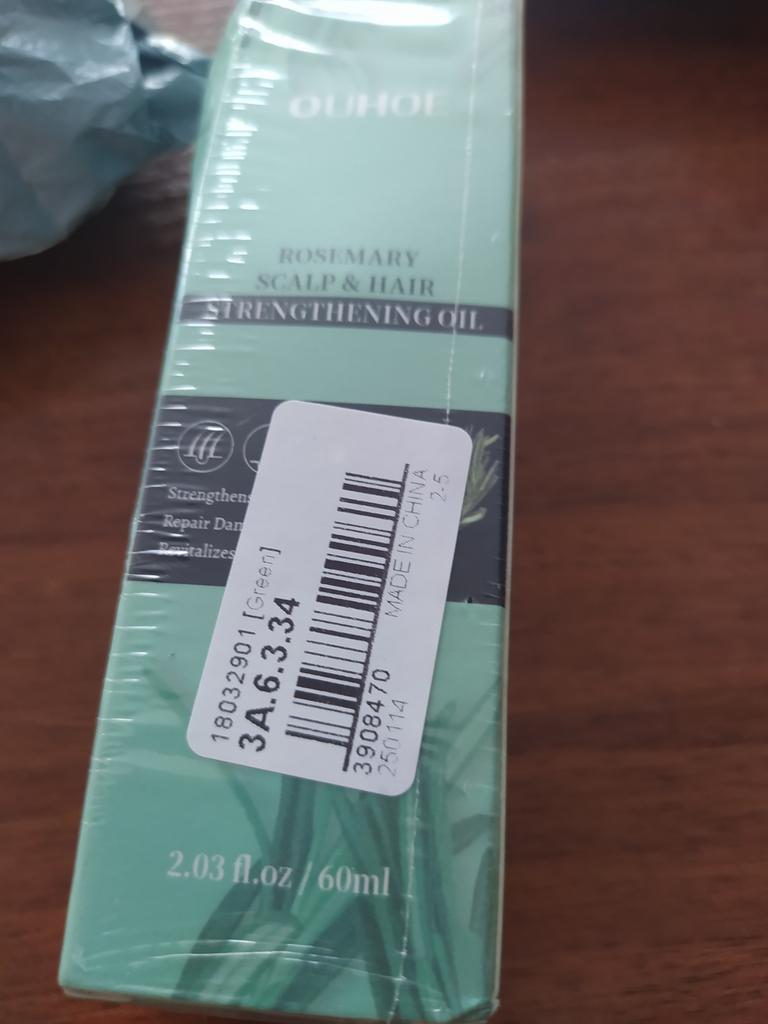 OUHOE
ROSEMARY
SCALP & HAIR
STRENGTHENING OIL
Strengthens
Repair Dam
Revitalizes
18032901 [Green]
3A.6.3.34
3908470 MADE IN CHINA
250114 2-5
2.03 fl.oz / 60ml